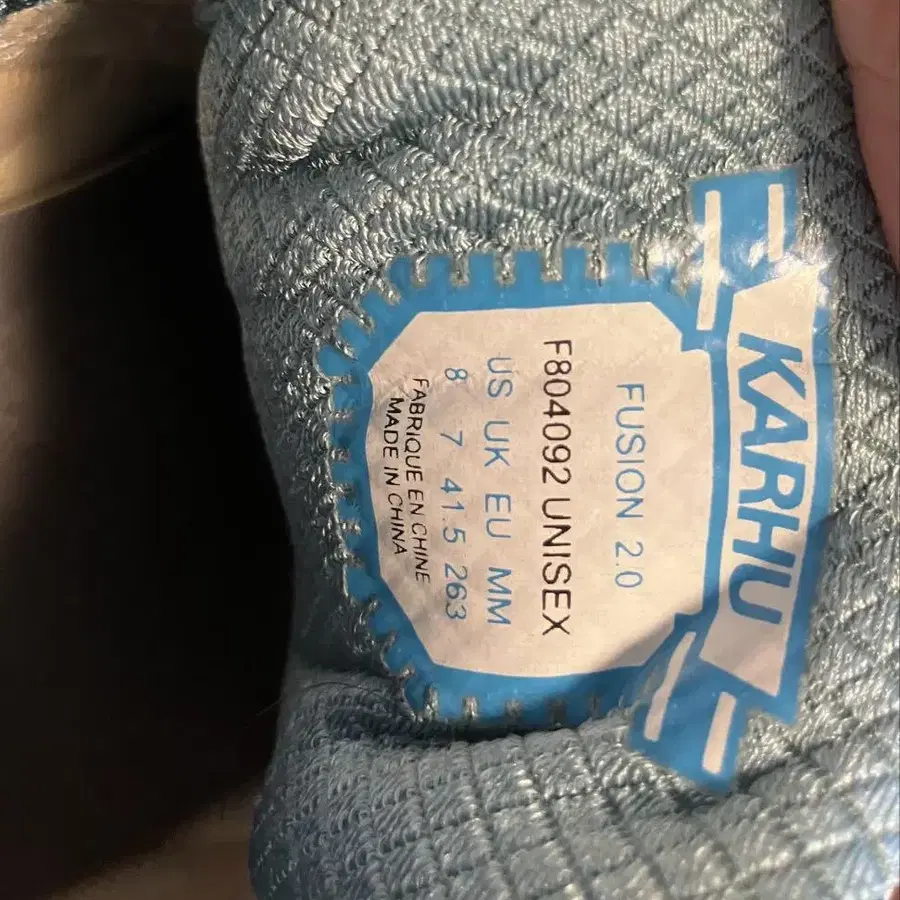 KARHU
FUSION 2.0
F804092 UNISEX
US UK EU MM
8 7 41.5 263
FABRIQUE EN CHINE
MADE IN CHINA